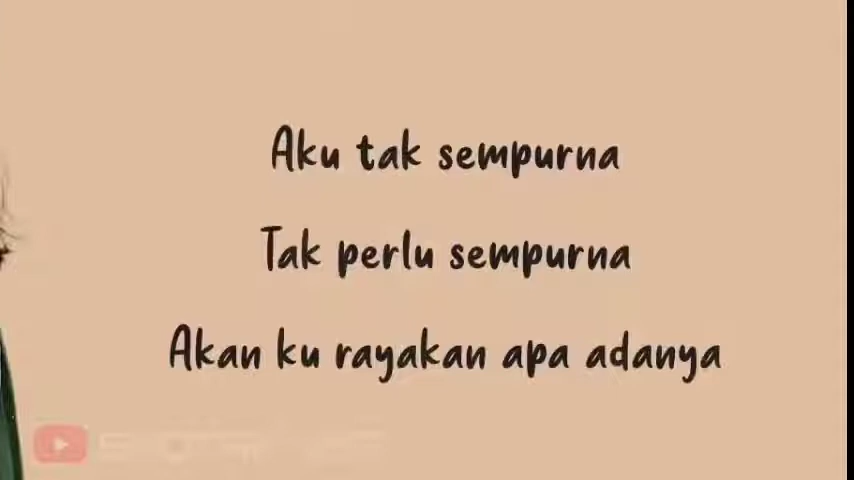 Aku tak sempurna
Tak perlu sempurna
Akan ku rayakan apa adanya